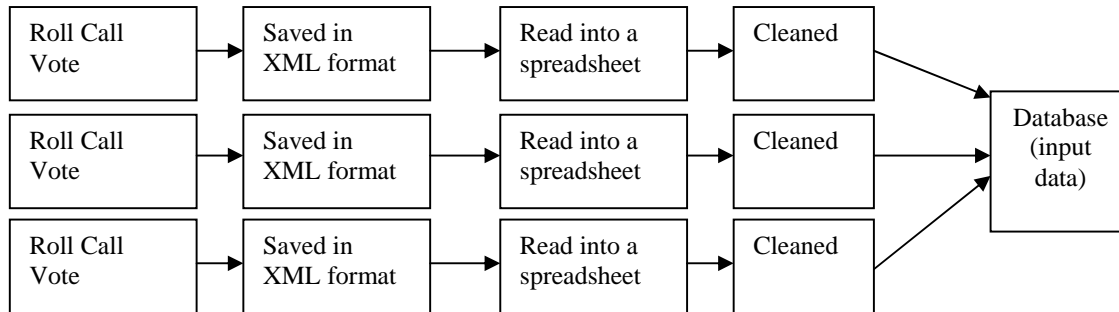 Roll Call
Vote
Saved in
XML format
Read into a
spreadsheet
Cleaned
Roll Call
Vote
Saved in
XML format
Read into a
spreadsheet
Cleaned
Roll Call
Vote
Saved in
XML format
Read into a
spreadsheet
Cleaned
Database
(input
data)